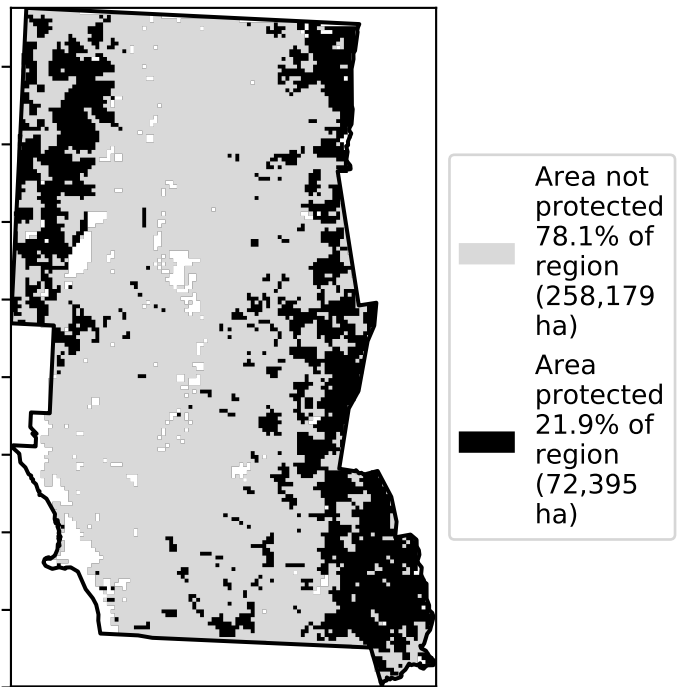 Area not
protected
78.1% of
region
(258,179
ha)
Area
protected
21.9% of
region
(72,395
ha)